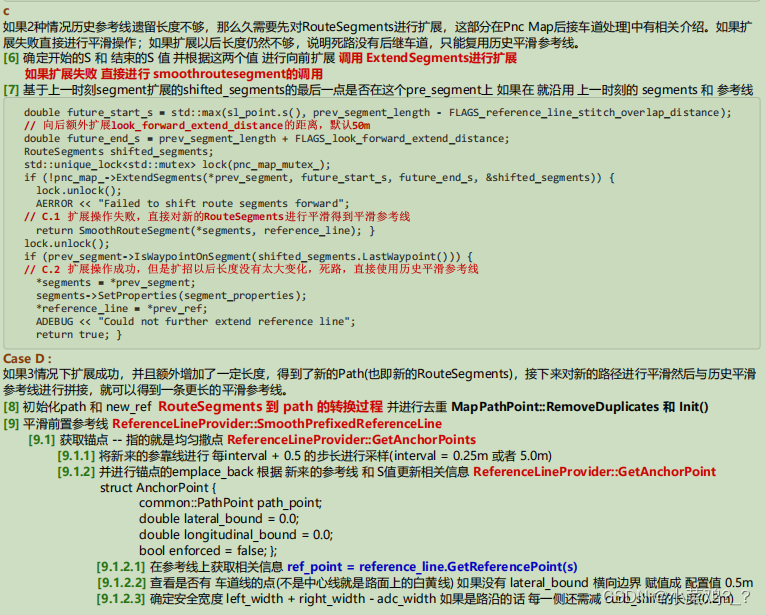 c
如果2种情况历史参考线遗留长度不够，那么久需要先对RouteSegments进行扩展，这部分在Pnc Map后接车道处理]中有相关介绍。如果扩
展失败直接进行平滑操作；如果扩展以后长度仍然不够，说明死路没有后继车道，只能复用历史平滑参考线。
[6] 确定开始的S 和 结束的S 值 并根据这两个值 进行向前扩展 调用 ExtendSegments进行扩展
如果扩展失败 直接进行 smoothroutesegment的调用
[7] 基于上一时刻segment扩展的shifted_segments的最后一点是否在这个pre_segment上 如果在 就沿用 上一时刻的 segments 和 参考线
double future_start_s = std::max(sl_point.s(), prev_segment_length - FLAGS_reference_line_stitch_overlap_distance);
// 向后额外扩展look_forward_extend_distance的距离，默认50m
double future_end_s = prev_segment_length + FLAGS_look_forward_extend_distance;
RouteSegments shifted_segments;
std::unique_lock<std::mutex> lock(pnc_map_mutex_);
if (!pnc_map_->ExtendSegments(*prev_segment, future_start_s, future_end_s, &shifted_segments)) {
lock.unlock();
AERROR << "Failed to shift route segments forward";
// C.1 扩展操作失败，直接对新的RouteSegments进行平滑得到平滑参考线
return SmoothRouteSegment(*segments, reference_line); }
lock.unlock();
if (prev_segment->IsWaypointOnSegment(shifted_segments.LastWaypoint())) {
// C.2 扩展操作成功，但是扩招以后长度没有太大变化，死路，直接使用历史平滑参考线
*segments = *prev_segment;
segments->SetProperties(segment_properties);
*reference_line = *prev_ref;
ADEBUG << "Could not further extend reference line";
return true; }
Case D :
如果3情况下扩展成功，并且额外增加了一定长度，得到了新的Path(也即新的RouteSegments)，接下来对新的路径进行平滑然后与历史平滑
参考线进行拼接，就可以得到一条更长的平滑参考线。
[8] 初始化path 和 new_ref RouteSegments 到 path 的转换过程 并进行去重 MapPathPoint::RemoveDuplicates 和 Init()
[9] 平滑前置参考线 ReferenceLineProvider::SmoothPrefixedReferenceLine
[9.1] 获取锚点 -- 指的就是均匀撒点 ReferenceLineProvider::GetAnchorPoints
[9.1.1] 将新来的参靠线进行 每interval + 0.5 的步长进行采样(interval = 0.25m 或者 5.0m)
[9.1.2] 并进行锚点的emplace_back 根据 新来的参考线 和 S值更新相关信息 ReferenceLineProvider::GetAnchorPoint
struct AnchorPoint {
common::PathPoint path_point;
double lateral_bound = 0.0;
double longitudinal_bound = 0.0;
bool enforced = false; };
[9.1.2.1] 在参考线上获取相关信息 ref_point = reference_line.GetReferencePoint(s)
[9.1.2.2] 查看是否有 车道线的点(不是中心线就是路面上的白黄线) 如果没有 lateral_bound 横向边界 赋值成 配置值 0.5m
[9.1.2.3] 确定安全宽度 left_width + right_width - adc_width 如果是路沿的话 每一侧还需减 curb_shift的长度(0.2m)